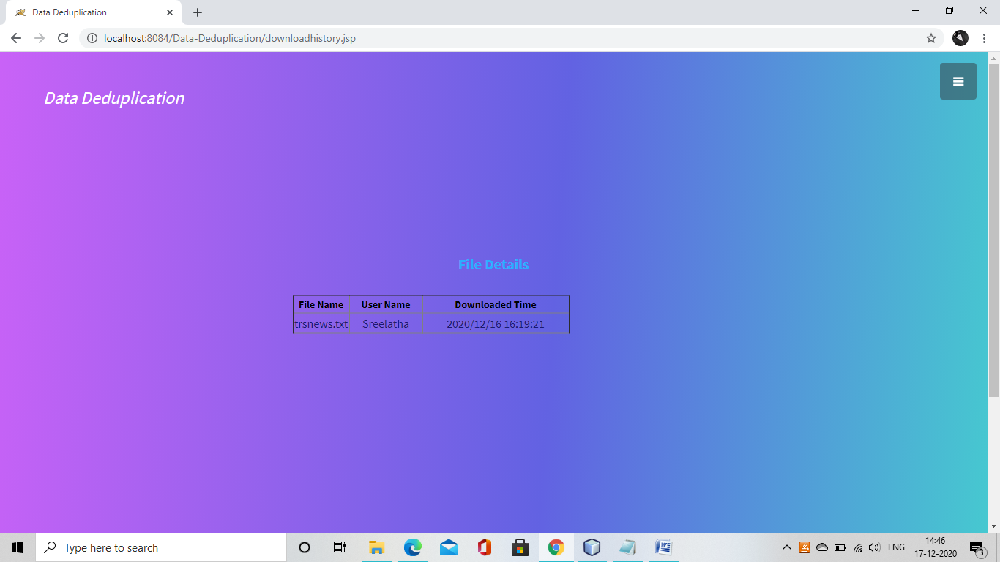 Data Deduplication
localhost:8084/Data-Deduplication/downloadhistory.jsp
Data Deduplication
File Details
File Name User Name Downloaded Time
trsnews.txt Sreelatha 2020/12/16 16:19:21
Type here to search
ENG
14:46
17-12-2020
3